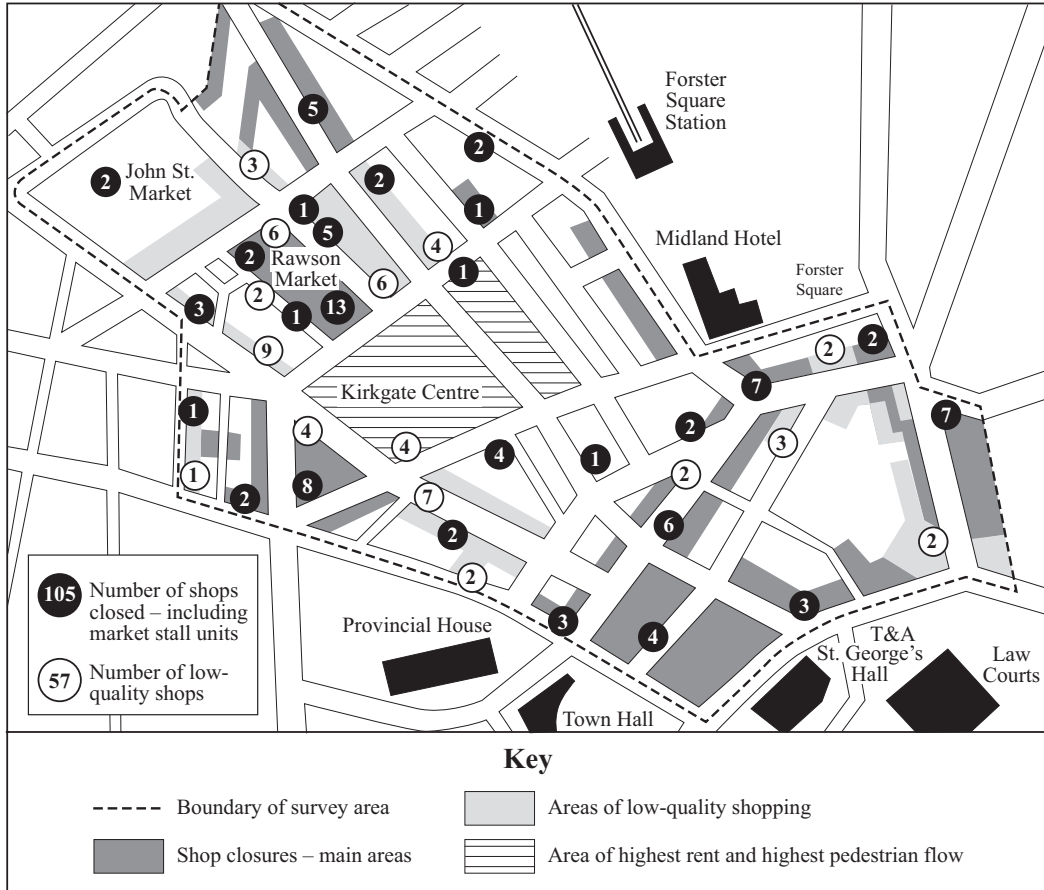 Forster
Square
Station
5
2
3
2
John St.
Market
2
1
1
6
5
4
Midland Hotel
2
Rawson
Market
6
1
Forster
Square
2
3
1
13
9
2
2
Kirkgate Centre
7
1
2
7
4
4
4
3
1
1
2
8
7
2
6
2
2
2
3
3
4
105
Number of shops
closed – including
market stall units
57
Number of low-
quality shops
Provincial House
T&A
St. George's
Hall
Law
Courts
Town Hall
Key
Boundary of survey area
Areas of low-quality shopping
Shop closures – main areas
Area of highest rent and highest pedestrian flow